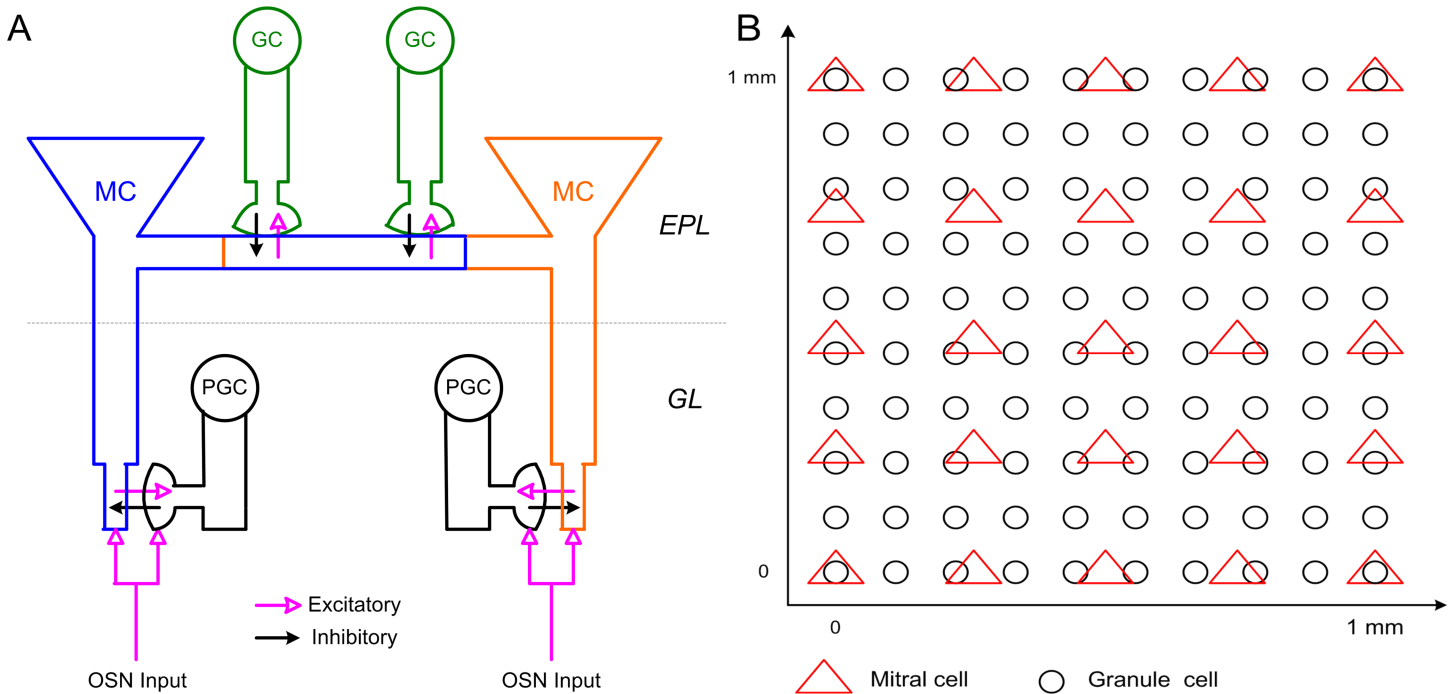 A
GC
GC
MC
MC
EPL
PGC
PGC
GL
Excitatory
Inhibitory
OSN Input
OSN Input
B
1 mm
0
0
1 mm
Mitral cell
Granule cell